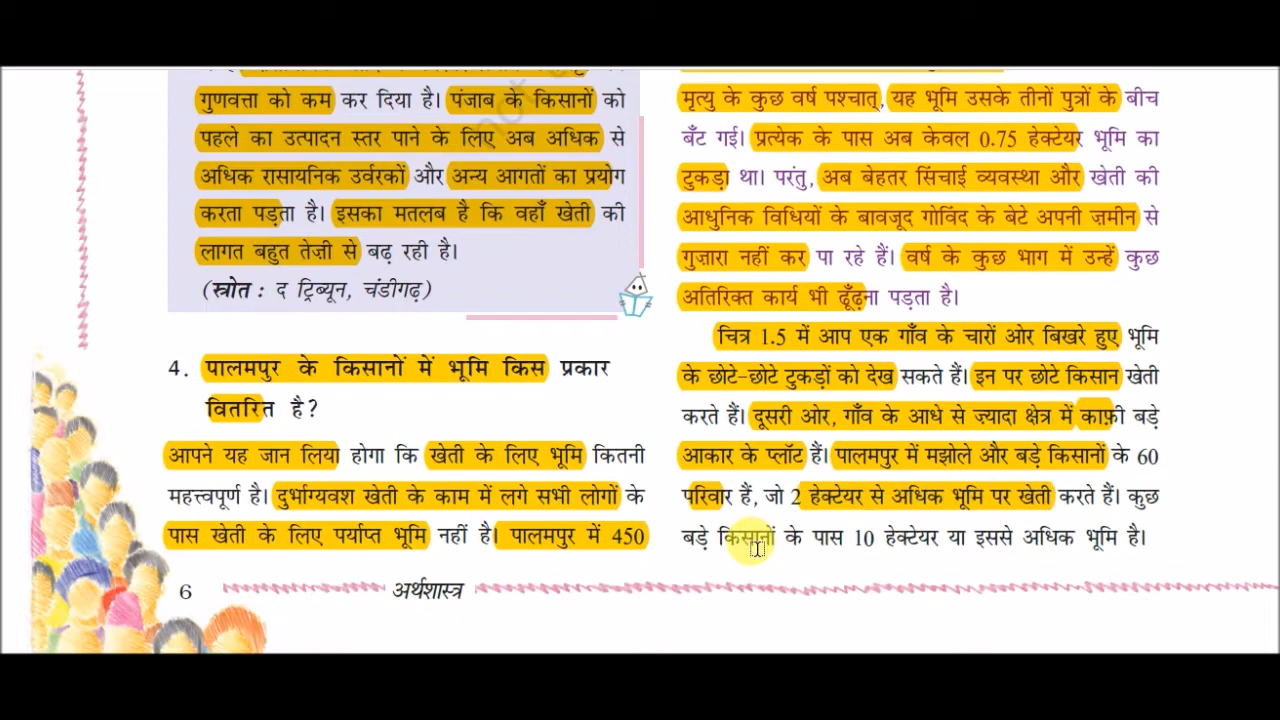 गुणवत्ता को कम कर दिया है। पंजाब के किसानों को
पहले का उत्पादन स्तर पाने के लिए अब अधिक से
अधिक रासायनिक उर्वरकों और अन्य आगतों का प्रयोग
करता पड़ता है। इसका मतलब है कि वहाँ खेती की
लागत बहुत तेज़ी से बढ़ रही है।
(स्रोत : द ट्रिब्यून, चंडीगढ़)
4. पालमपुर के किसानों में भूमि किस प्रकार
वितरित है?
आपने यह जान लिया होगा कि खेती के लिए भूमि कितनी
महत्त्वपूर्ण है। दुर्भाग्यवश खेती के काम में लगे सभी लोगों के
पास खेती के लिए पर्याप्त भूमि नहीं है। पालमपुर में 450
मृत्यु के कुछ वर्ष पश्चात्, यह भूमि उसके तीनों पुत्रों के बीच
बँट गई। प्रत्येक के पास अब केवल 0.75 हेक्टेयर भूमि का
टुकड़ा था। परंतु, अब बेहतर सिंचाई व्यवस्था और खेती की
आधुनिक विधियों के बावजूद गोविंद के बेटे अपनी ज़मीन से
गुज़ारा नहीं कर पा रहे हैं। वर्ष के कुछ भाग में उन्हें कुछ
अतिरिक्त कार्य भी ढूँढ़ना पड़ता है।
चित्र 1.5 में आप एक गाँव के चारों ओर बिखरे हुए भूमि
के छोटे-छोटे टुकड़ों को देख सकते हैं। इन पर छोटे किसान खेती
करते हैं। दूसरी ओर, गाँव के आधे से ज़्यादा क्षेत्र में काफ़ी बड़े
आकार के प्लॉट हैं। पालमपुर में मझोले और बड़े किसानों के 60
परिवार हैं, जो 2 हेक्टेयर से अधिक भूमि पर खेती करते हैं। कुछ
बड़े किसानों के पास 10 हेक्टेयर या इससे अधिक भूमि है।
6 अर्थशास्त्र